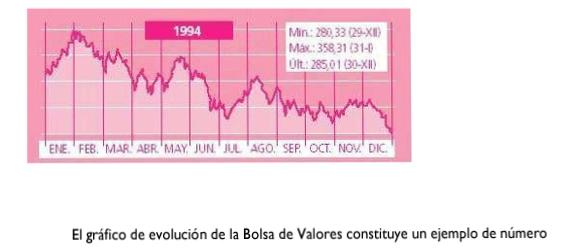 1994
Mín.: 280,33 (29-XII)
Máx.: 358,31 (31-I)
Últ.: 285,01 (30-XII)
ENE. FEB. MAR. ABR. MAY. JUN. JUL. AGO. SEP. OCT. NOV. DIC.
El gráfico de evolución de la Bolsa de Valores constituye un ejemplo de número